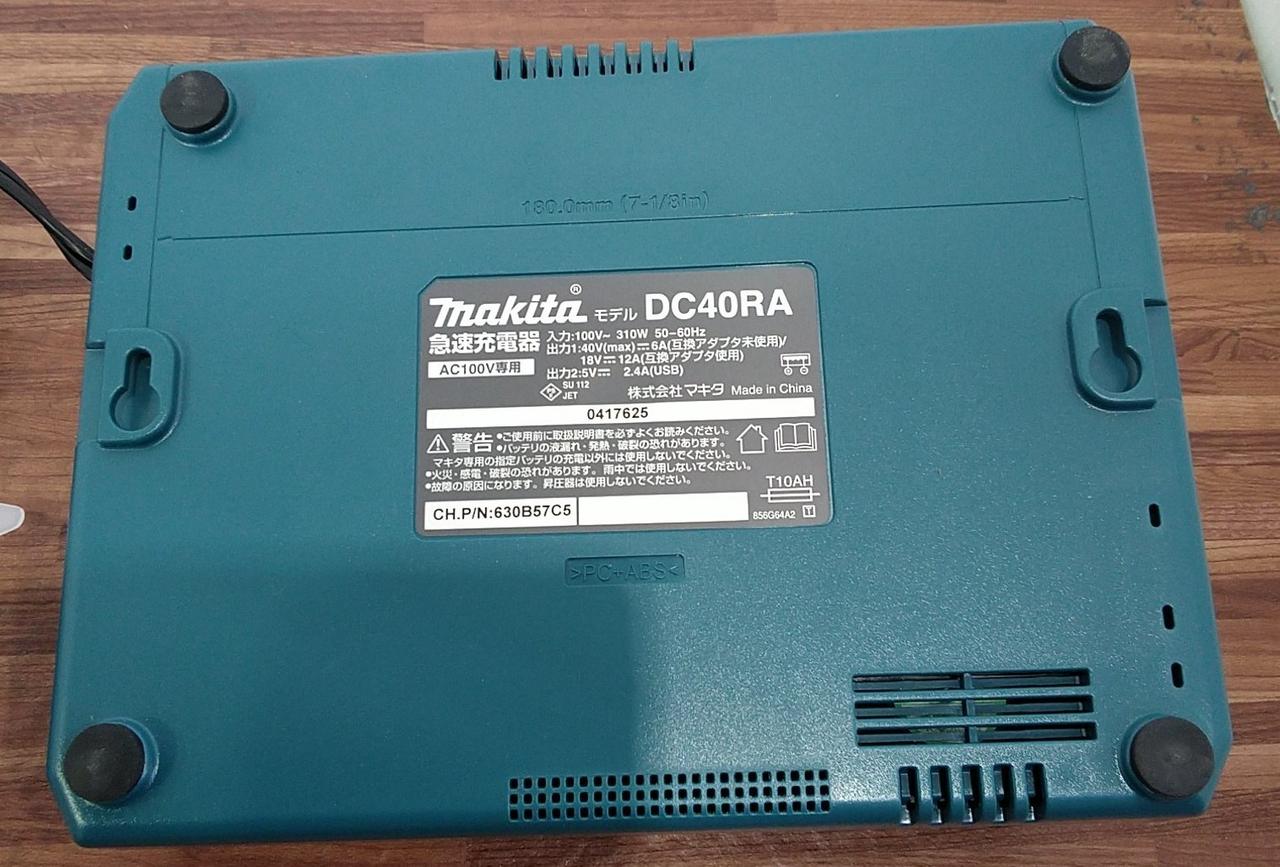 180.0mm (7-1/8in)
makita® モデル DC40RA
急速充電器 入力:100V~ 310W 50-60Hz
出力1:40V(max)⎓6A(互換アダプタ未使用)/
18V⎓12A(互換アダプタ使用)
AC100V専用 出力2:5V⎓ 2.4A(USB)
PS E SU 112
JET 株式会社マキタ Made in China
0417625
警告 •ご使用前に取扱説明書を必ずよくお読みください。
•バッテリの液漏れ・発熱・破裂の恐れがあります。
マキタ専用の指定バッテリの充電以外には使用しないでください。
•火災・感電・破裂の恐れがあります。雨中では使用しないでください。
•故障の原因になります。昇圧器は使用しないでください。
T10AH
CH.P/N:630B57C5
856G64A2 T
>PC+ABS<